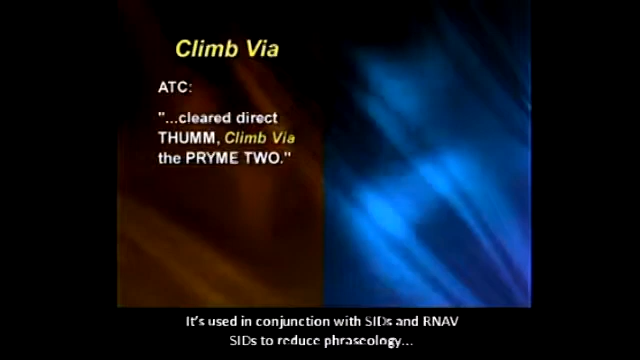 Climb Via
ATC:
"...cleared direct
THUMM, Climb Via
the PRYME TWO."
It's used in conjunction with SIDs and RNAV
SIDs to reduce phraseology...